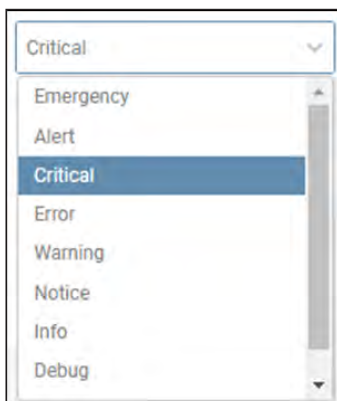 Critical
Emergency
Alert
Critical
Error
Warning
Notice
Info
Debug